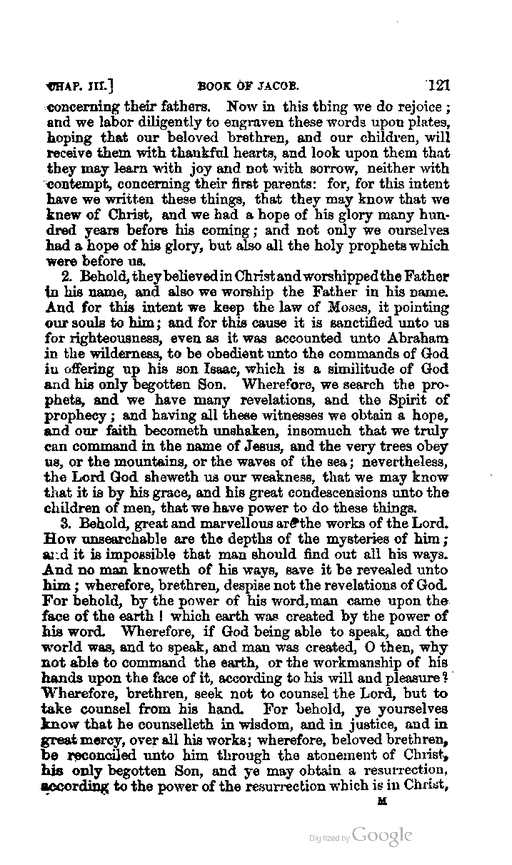 CHAP. III.] BOOK OF JACOB. 121
concerning their fathers. Now in this thing we do rejoice;
and we labor diligently to engraven these words upon plates,
hoping that our beloved brethren, and our children, will
receive them with thankful hearts, and look upon them that
they may learn with joy and not with sorrow, neither with
contempt, concerning their first parents: for, for this intent
have we written these things, that they may know that we
knew of Christ, and we had a hope of his glory many hun-
dred years before his coming; and not only we ourselves
had a hope of his glory, but also all the holy prophets which
were before us.
2. Behold, they believed in Christ and worshipped the Father
in his name, and also we worship the Father in his name.
And for this intent we keep the law of Moses, it pointing
our souls to him; and for this cause it is sanctified unto us
for righteousness, even as it was accounted unto Abraham
in the wilderness, to be obedient unto the commands of God
in offering up his son Isaac, which is a similitude of God
and his only begotten Son. Wherefore, we search the pro-
phets, and we have many revelations, and the Spirit of
prophecy; and having all these witnesses we obtain a hope,
and our faith becometh unshaken, insomuch that we truly
can command in the name of Jesus, and the very trees obey
us, or the mountains, or the waves of the sea; nevertheless,
the Lord God sheweth us our weakness, that we may know
that it is by his grace, and his great condescensions unto the
children of men, that we have power to do these things.
3. Behold, great and marvellous are the works of the Lord.
How unsearchable are the depths of the mysteries of him;
and it is impossible that man should find out all his ways.
And no man knoweth of his ways, save it be revealed unto
him; wherefore, brethren, despise not the revelations of God.
For behold, by the power of his word, man came upon the
face of the earth! which earth was created by the power of
his word. Wherefore, if God being able to speak, and the
world was, and to speak, and man was created, O then, why
not able to command the earth, or the workmanship of his
hands upon the face of it, according to his will and pleasure?
Wherefore, brethren, seek not to counsel the Lord, but to
take counsel from his hand. For behold, ye yourselves
know that he counselleth in wisdom, and in justice, and in
great mercy, over all his works; wherefore, beloved brethren,
be reconciled unto him through the atonement of Christ,
his only begotten Son, and ye may obtain a resurrection,
according to the power of the resurrection which is in Christ,
M
Digitized by Google